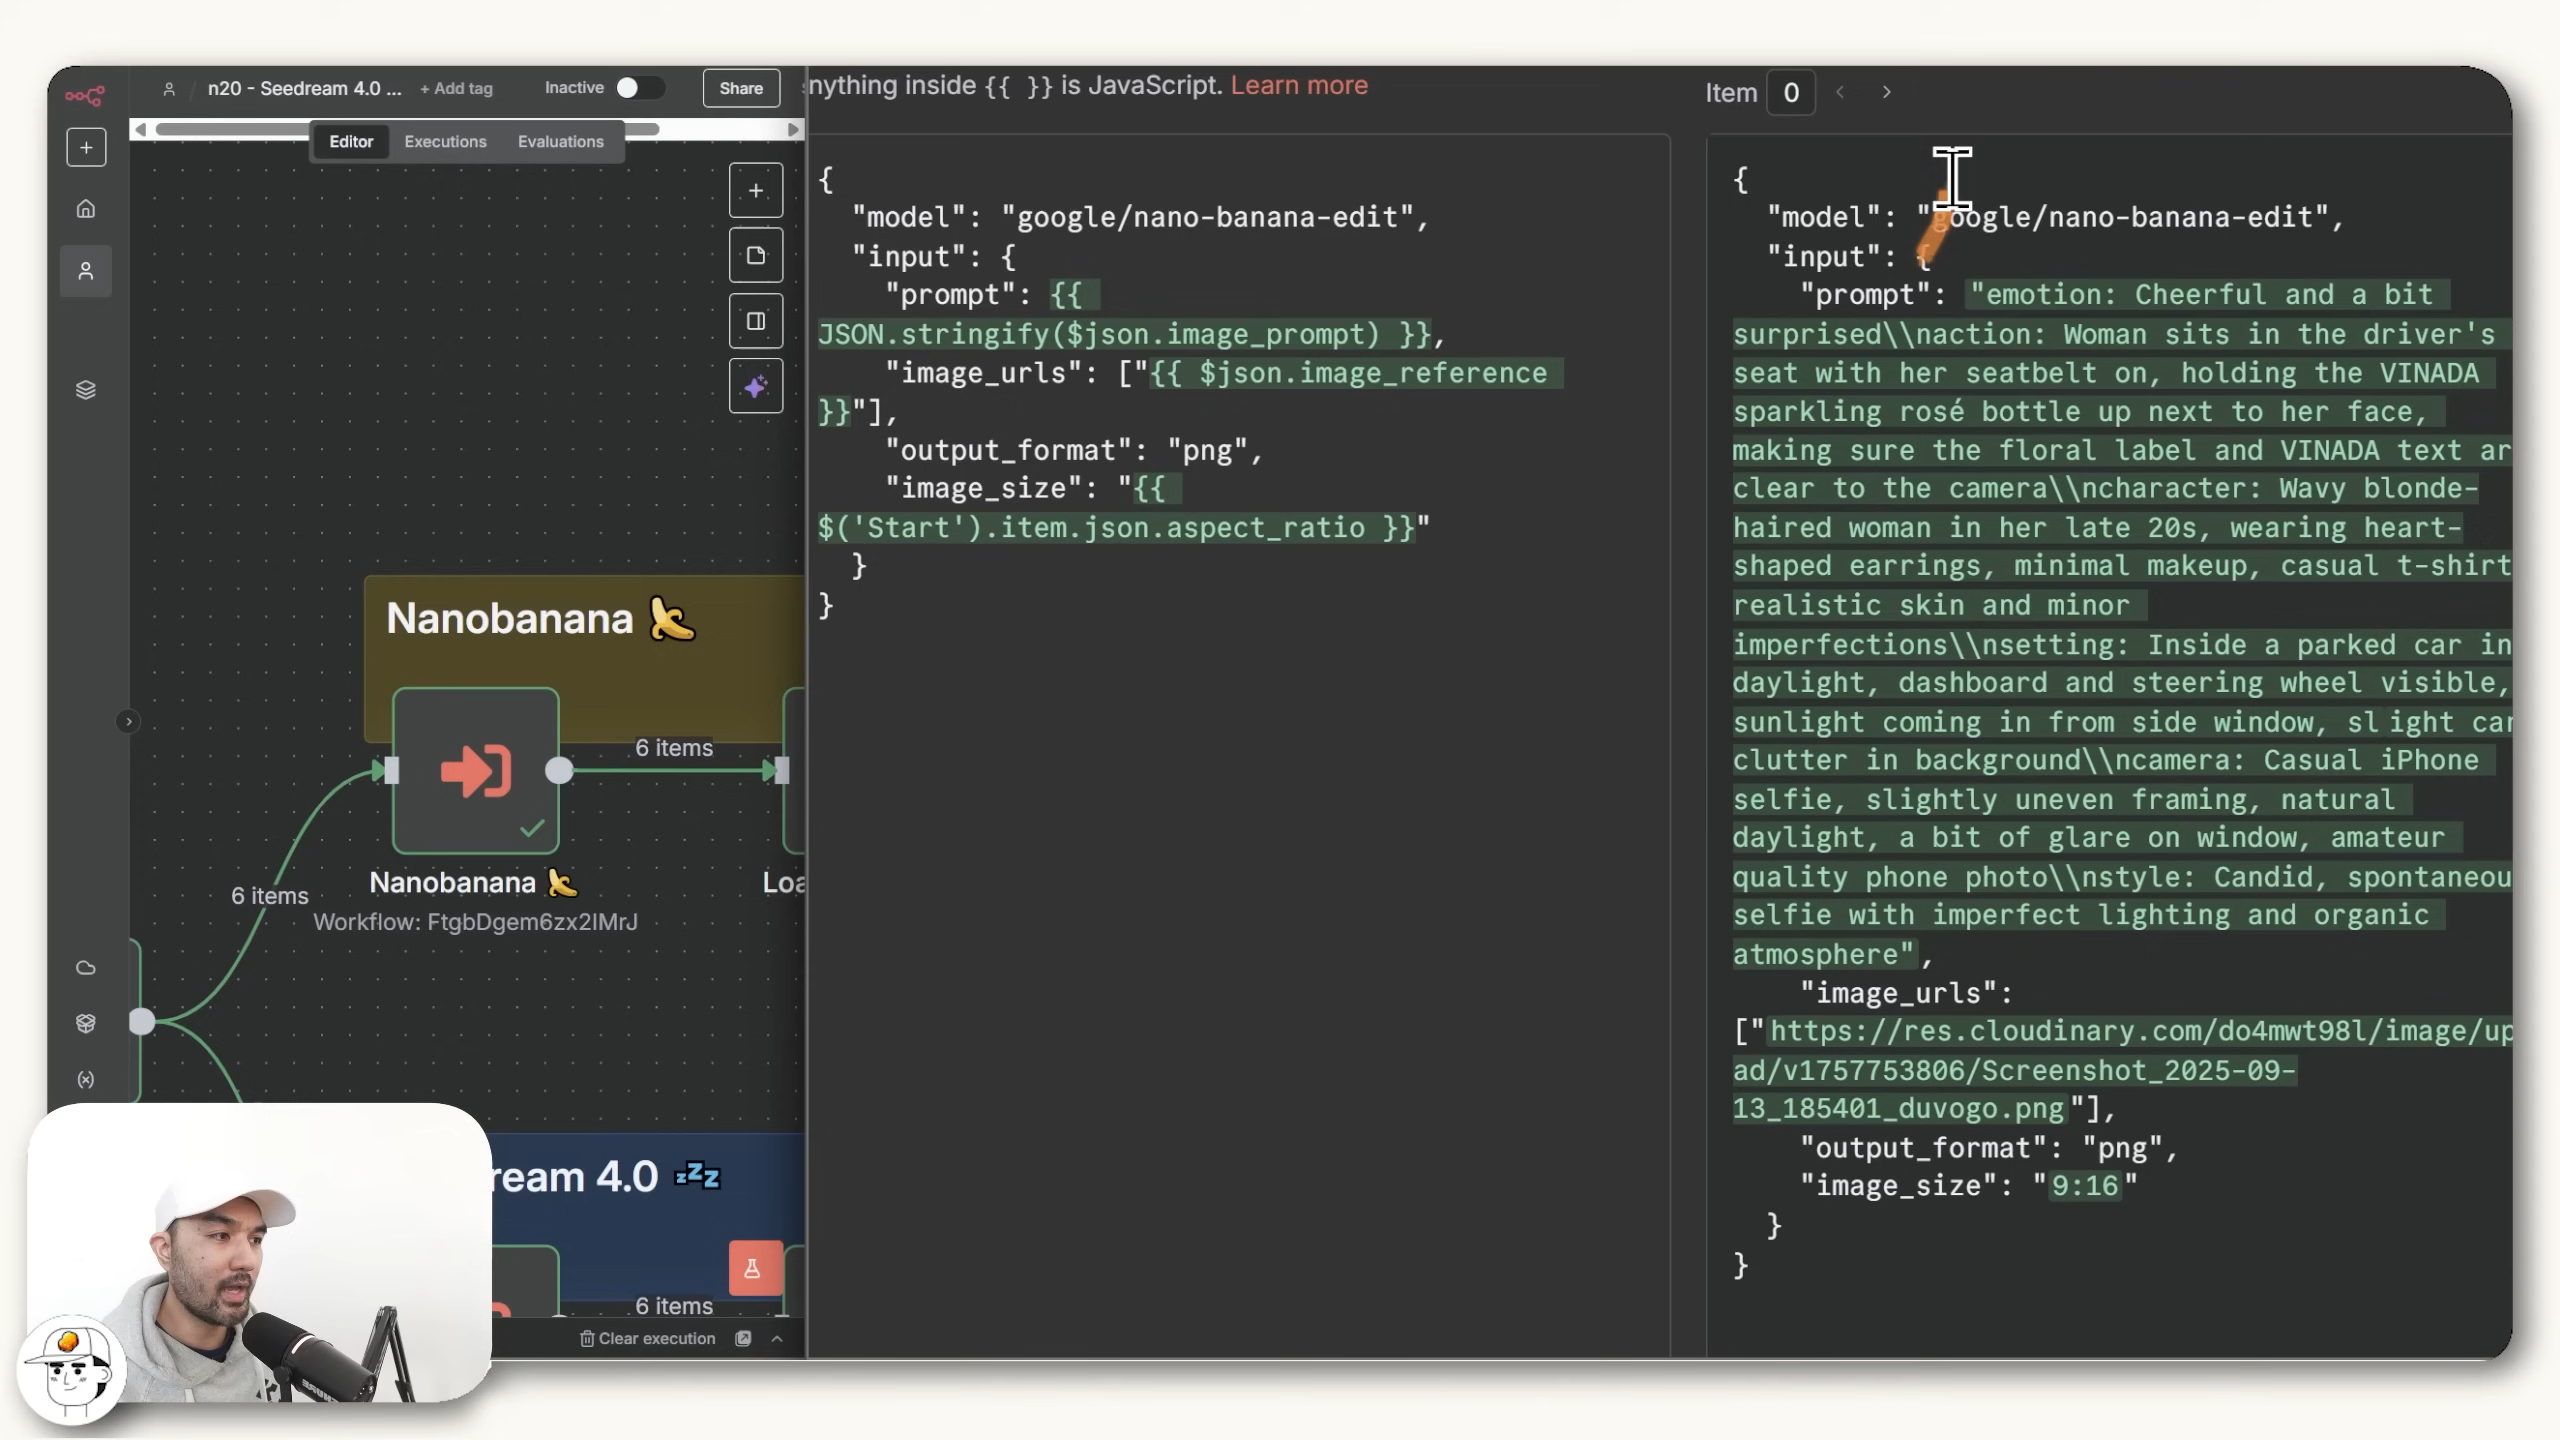 n20 - Seedream 4.0 ...
+ Add tag
Inactive
Share
Editor
Executions
Evaluations
Nanobanana 🍌
6 items
Nanobanana 🍌
Workflow: FtgbDgem6zx2IMrJ
6 items
Loa
ream 4.0 💤
6 items
Clear execution
nything inside {{ }} is JavaScript. Learn more
{
"model": "google/nano-banana-edit",
"input": {
"prompt": {{
JSON.stringify($json.image_prompt) }},
"image_urls": ["{{ $json.image_reference
}}"],
"output_format": "png",
"image_size": "{{
$('Start').item.json.aspect_ratio }}"
}
}
Item 0
{
"model": "google/nano-banana-edit",
"input": {
"prompt": "emotion: Cheerful and a bit
surprised\\naction: Woman sits in the driver's
seat with her seatbelt on, holding the VINADA
sparkling rosé bottle up next to her face,
making sure the floral label and VINADA text ar
clear to the camera\\ncharacter: Wavy blonde-
haired woman in her late 20s, wearing heart-
shaped earrings, minimal makeup, casual t-shirt
realistic skin and minor
imperfections\\nsetting: Inside a parked car in
daylight, dashboard and steering wheel visible,
sunlight coming in from side window, slight car
clutter in background\\ncamera: Casual iPhone
selfie, slightly uneven framing, natural
daylight, a bit of glare on window, amateur
quality phone photo\\nstyle: Candid, spontaneou
selfie with imperfect lighting and organic
atmosphere",
"image_urls":
["https://res.cloudinary.com/do4mwt98l/image/up
ad/v1757753806/Screenshot_2025-09-
13_185401_duvogo.png"],
"output_format": "png",
"image_size": "9:16"
}
}